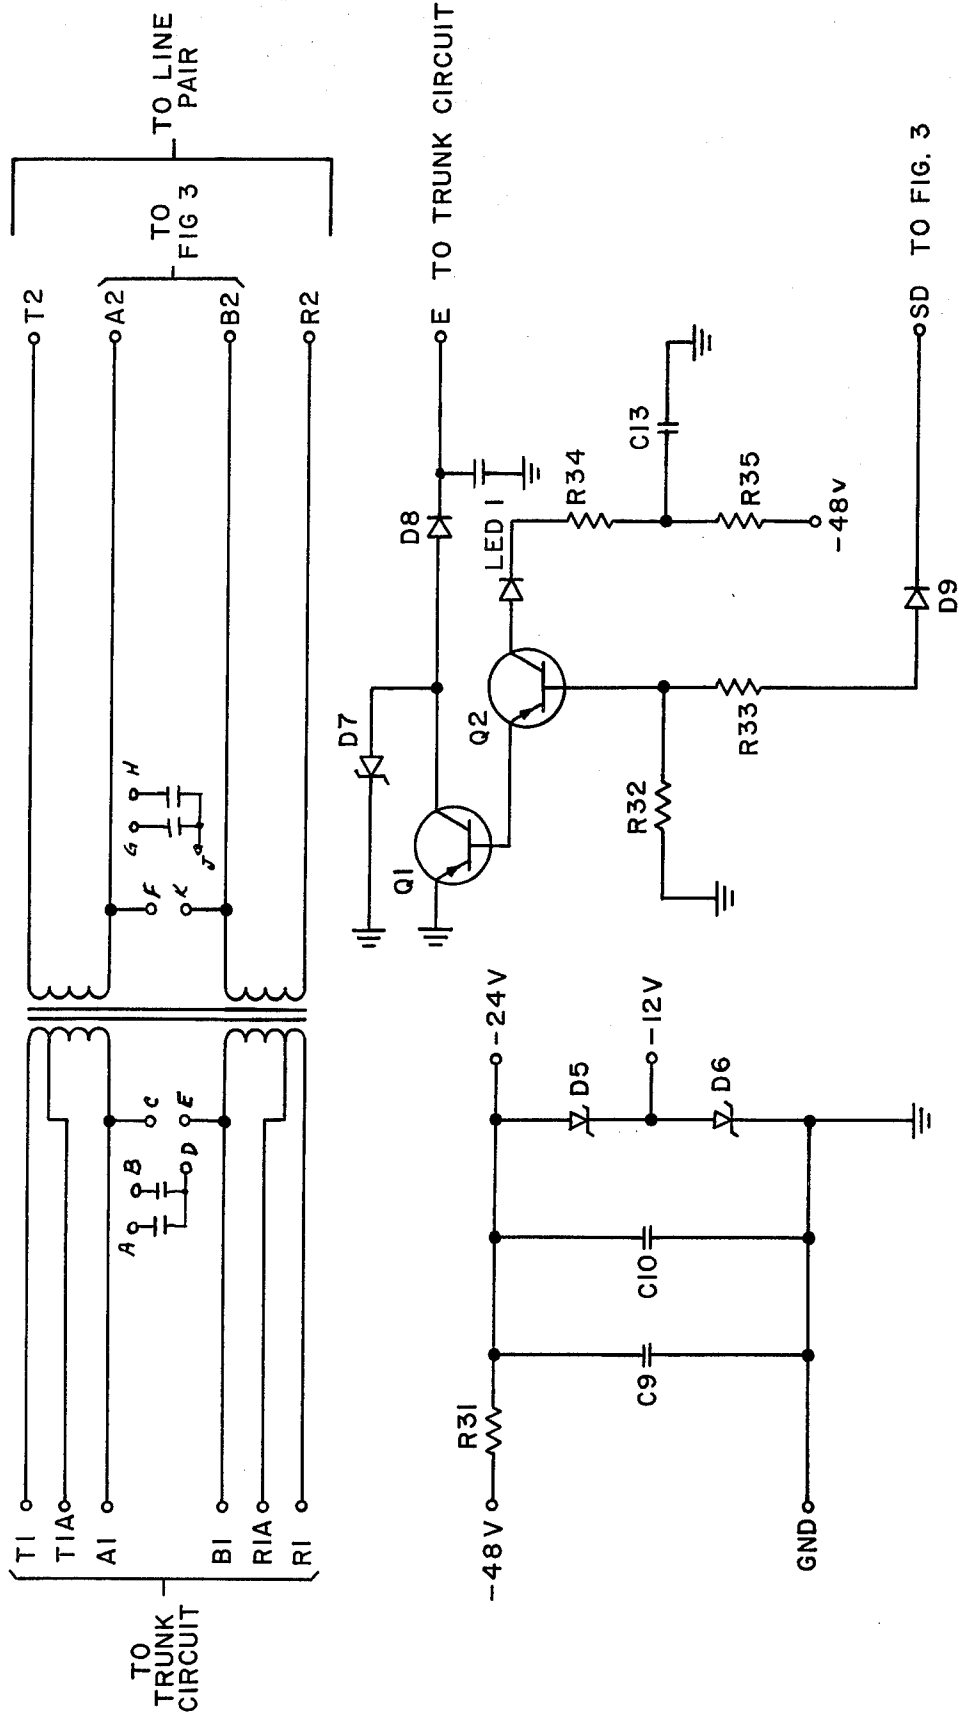 TO
TRUNK
CIRCUIT
T1
T1A
A1
B1
R1A
R1
A
B
C
E
D
F
K
G
H
J
T2
A2
B2
R2
TO
FIG 3
TO LINE
PAIR
D7
Q1
D8
E TO TRUNK CIRCUIT
LED 1
Q2
R34
C13
R35
-48V
R32
R33
D9
SD TO FIG. 3
-48V
R31
C9
C10
-24V
D5
-12V
D6
GND